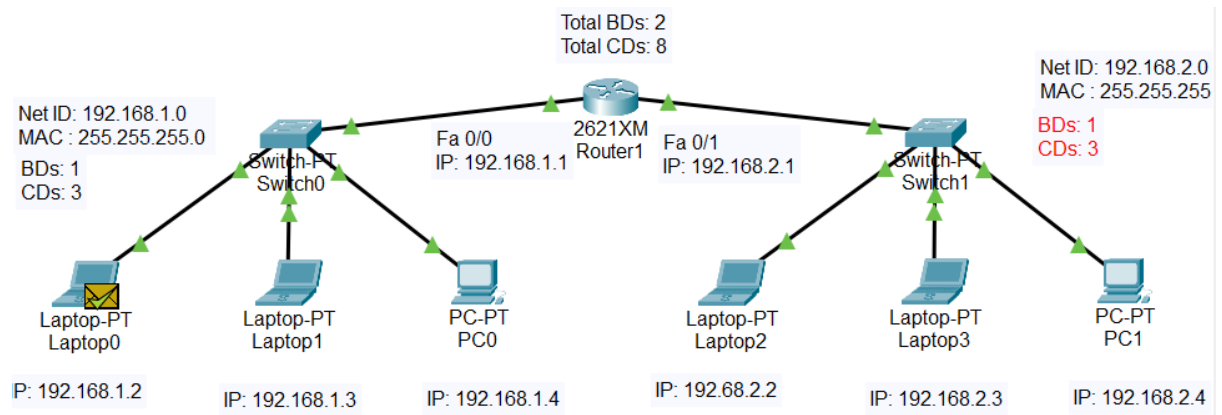 Total BDs: 2
Total CDs: 8
Net ID: 192.168.1.0
MAC : 255.255.255.0
BDs: 1
CDs: 3
Net ID: 192.168.2.0
MAC : 255.255.255
BDs: 1
CDs: 3
2621XM
Router1
Fa 0/0
IP: 192.168.1.1
Fa 0/1
IP: 192.168.2.1
Switch-PT
Switch0
Switch-PT
Switch1
Laptop-PT
Laptop0
Laptop-PT
Laptop1
PC-PT
PC0
Laptop-PT
Laptop2
Laptop-PT
Laptop3
PC-PT
PC1
IP: 192.168.1.2
IP: 192.168.1.3
IP: 192.168.1.4
IP: 192.68.2.2
IP: 192.168.2.3
IP: 192.168.2.4